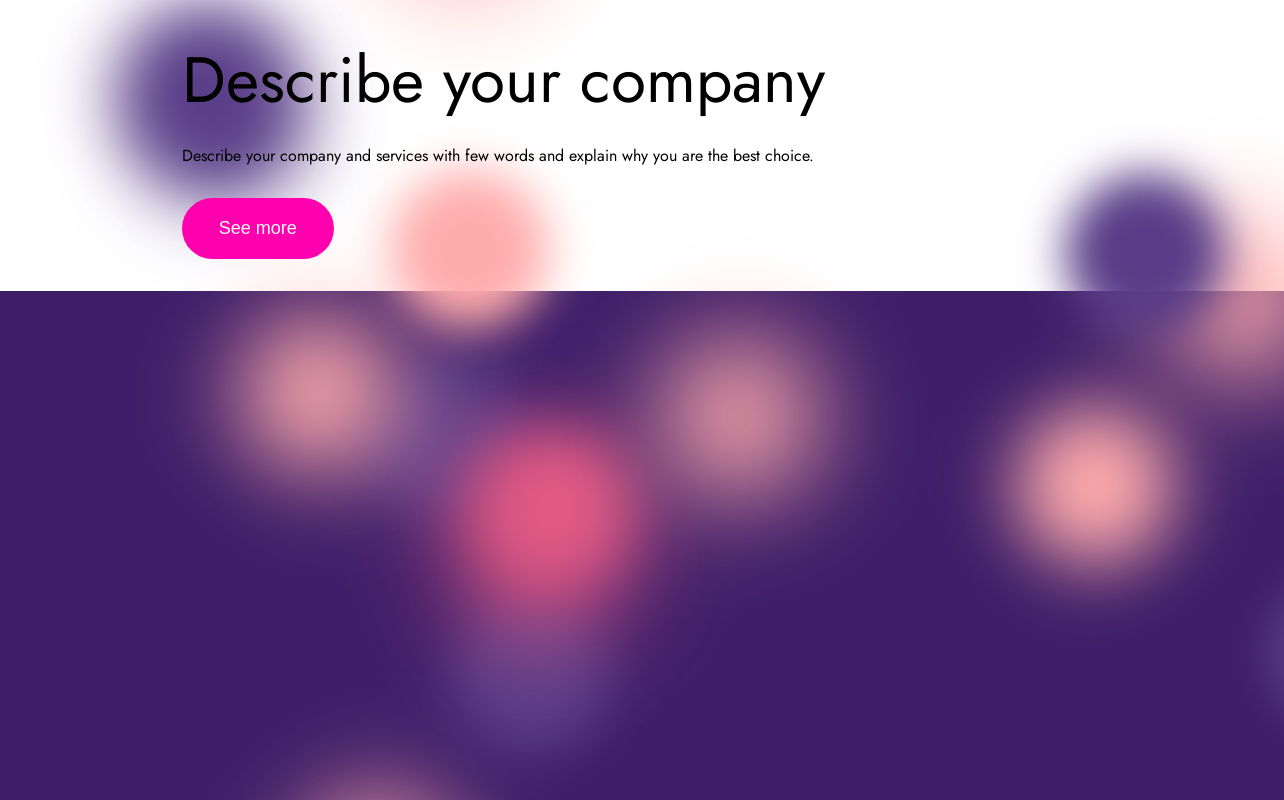 Describe your company
Describe your company and services with few words and explain why you are the best choice.
See more